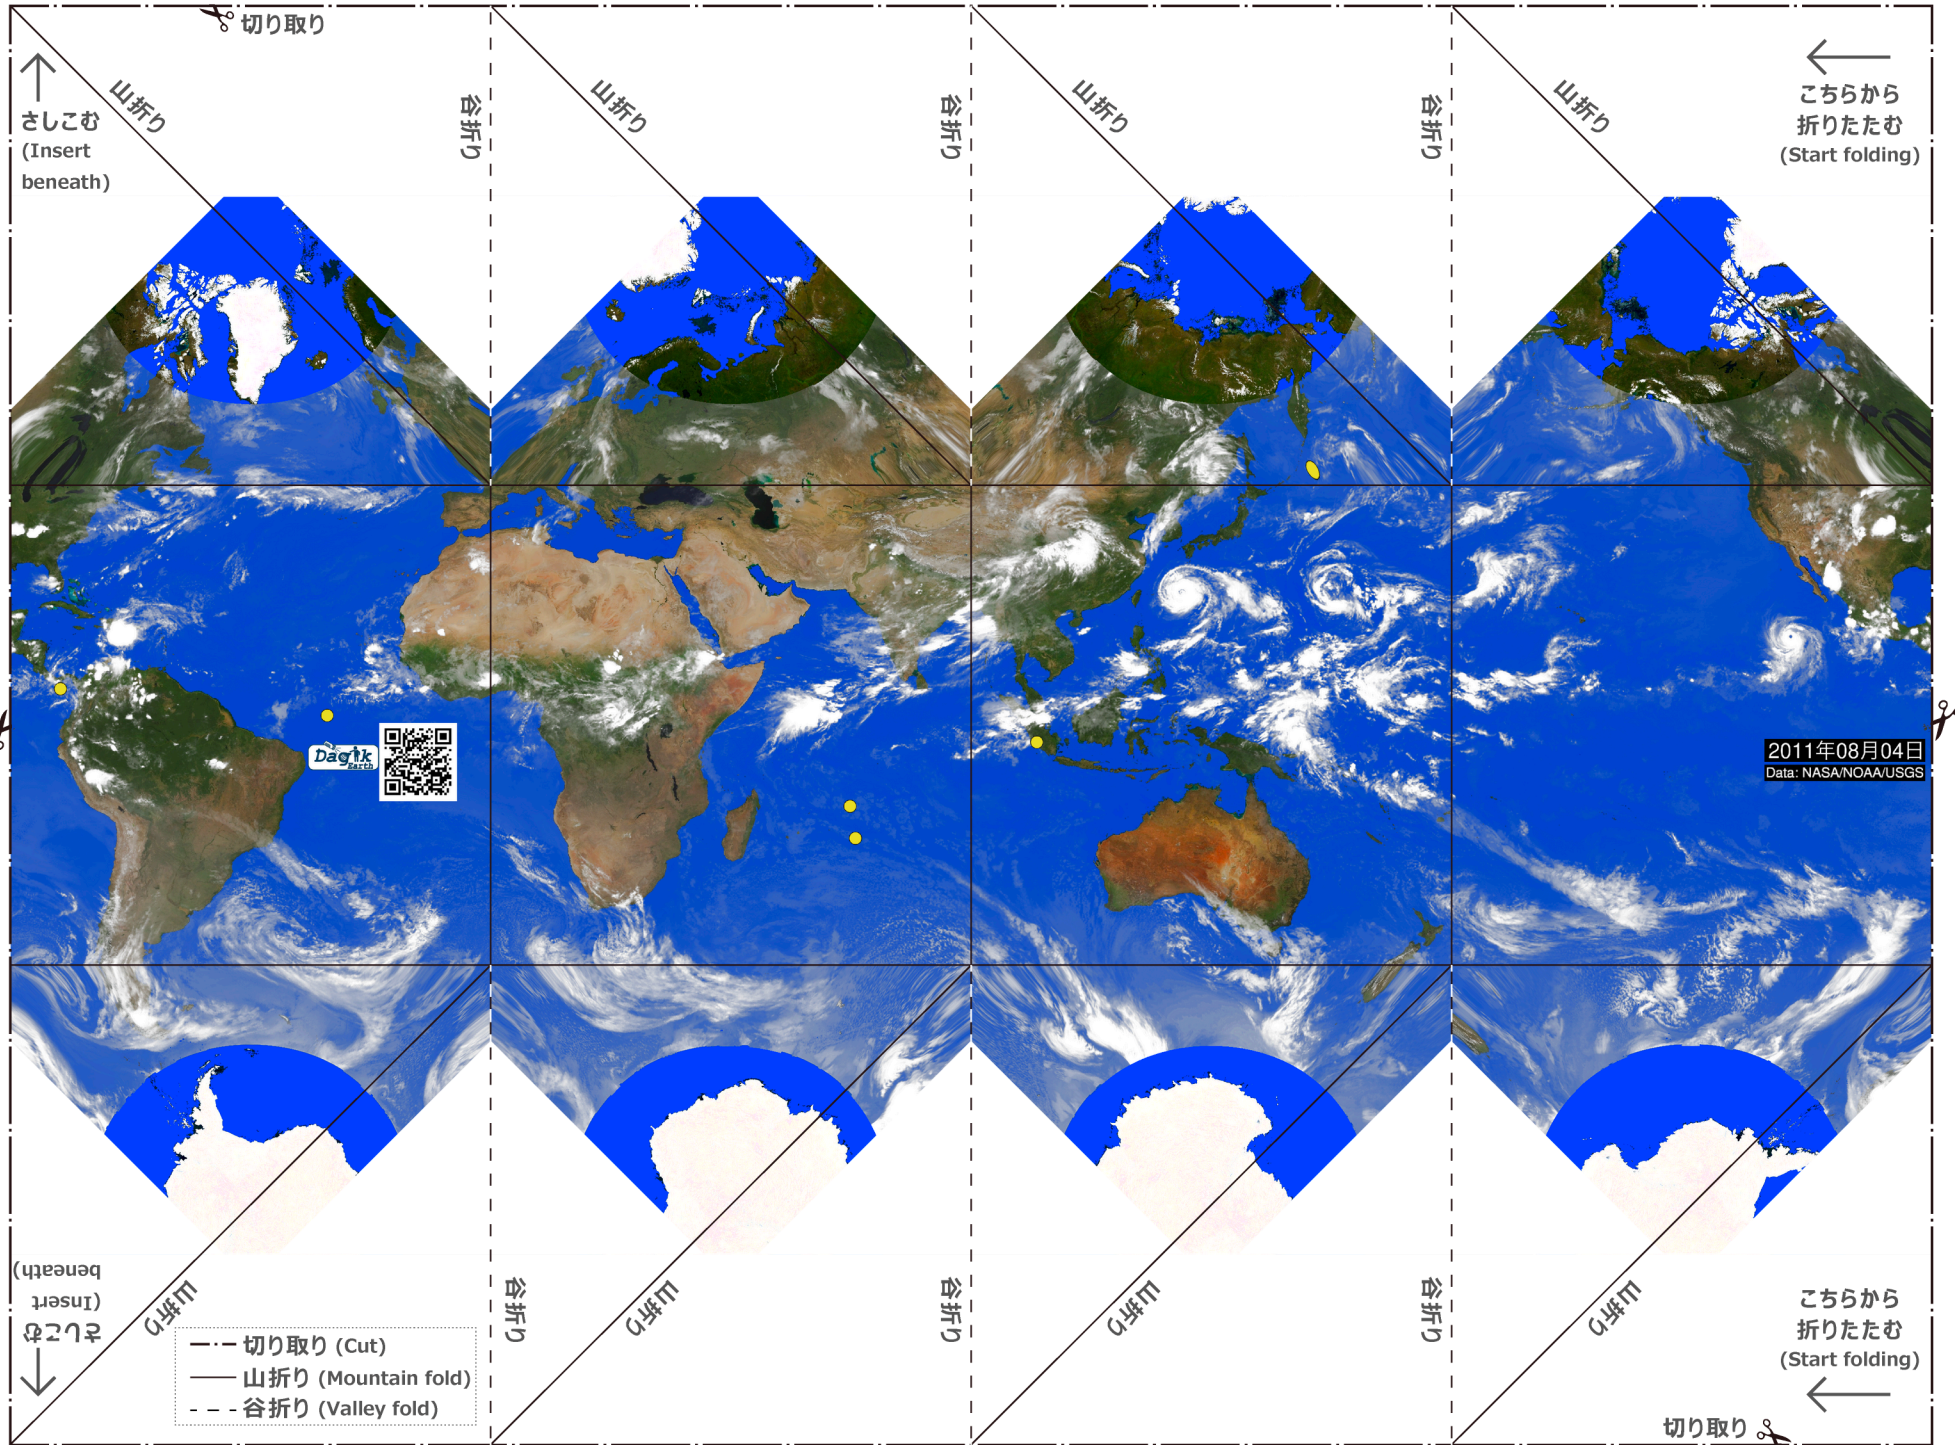 切り取り
さしこむ
(Insert
beneath)
山折り
谷折り
山折り
谷折り
山折り
谷折り
山折り
こちらから
折りたたむ
(Start folding)
Dagik
Earth
2011年08月04日
Data: NASA/NOAA/USGS
さしこむ
(Insert
beneath)
山折り
谷折り
山折り
谷折り
山折り
谷折り
山折り
こちらから
折りたたむ
(Start folding)
切り取り (Cut)
山折り (Mountain fold)
谷折り (Valley fold)
切り取り